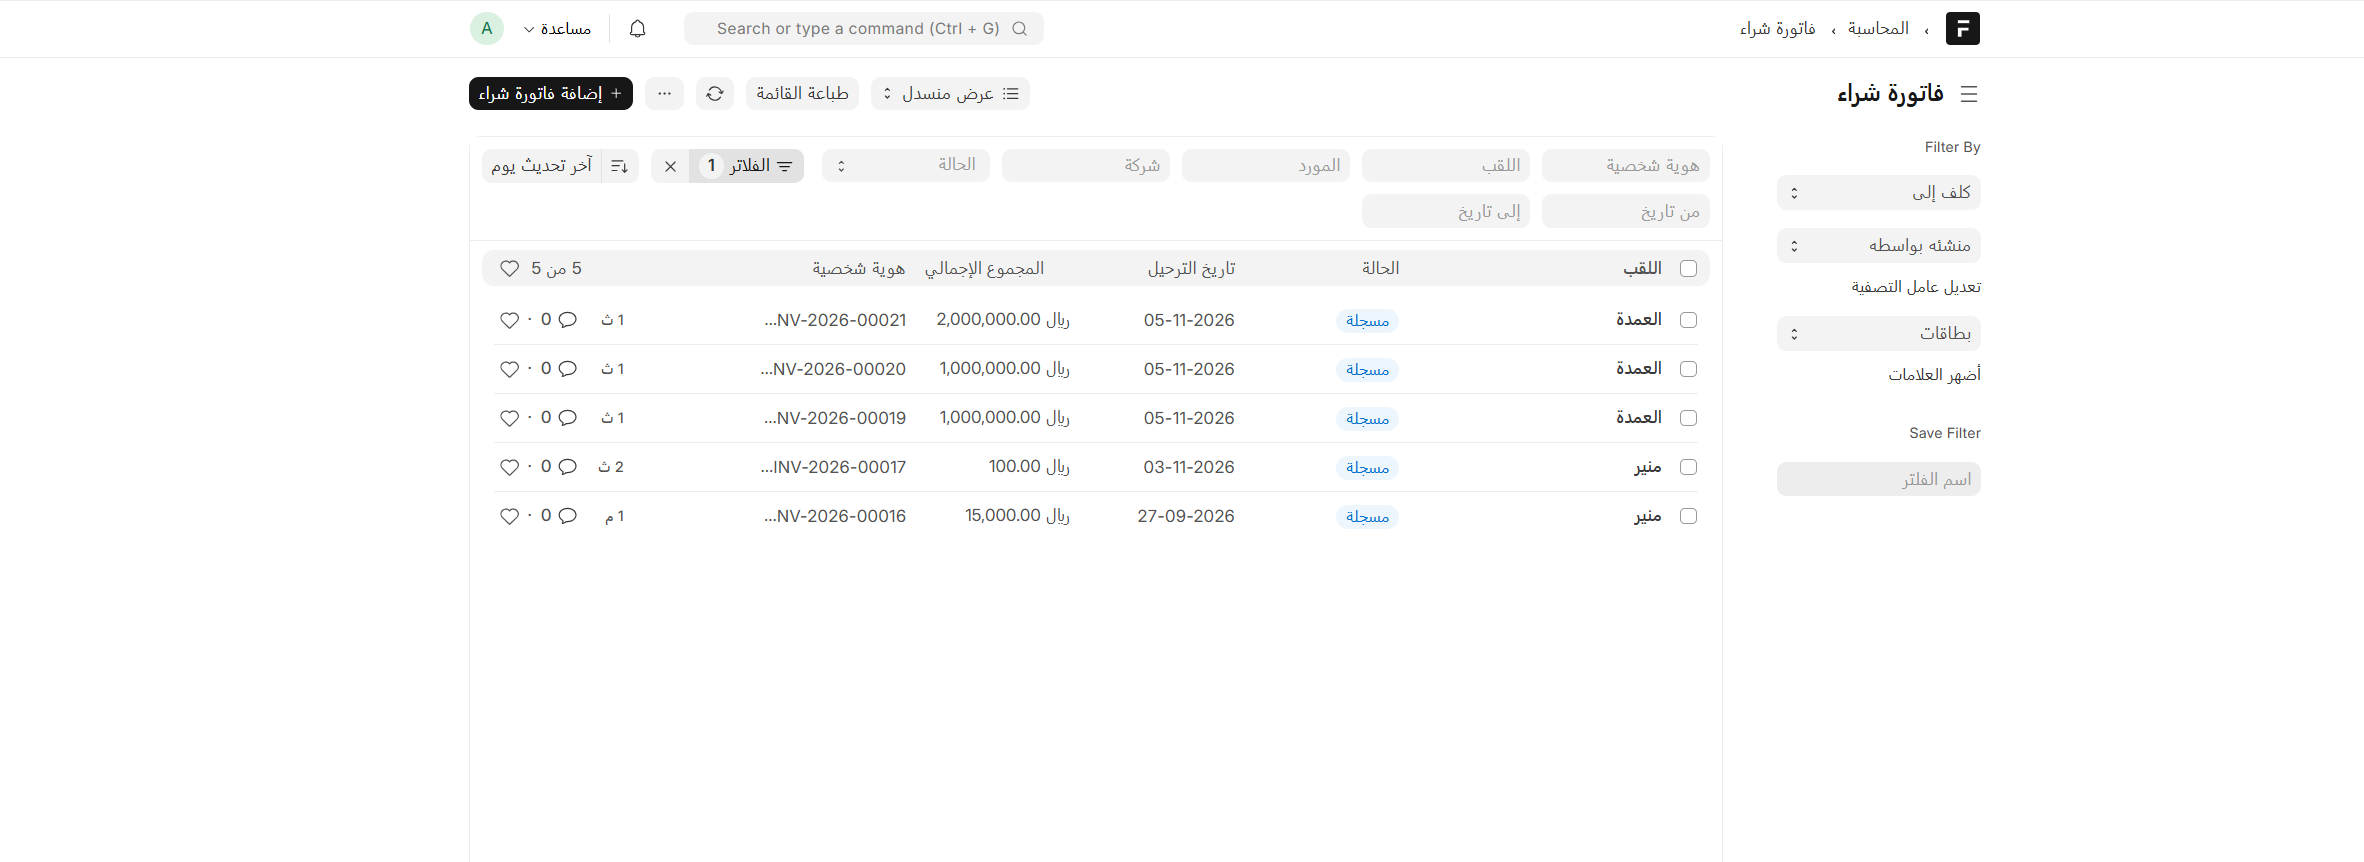 F › المحاسبة › فاتورة شراء
Search or type a command (Ctrl + G)
مساعدة
A
فاتورة شراء
عرض منسدل
طباعة القائمة
...
+ إضافة فاتورة شراء
Filter By
كلف إلى
منشئه بواسطه
تعديل عامل التصفية
بطاقات
أضهر العلامات
Save Filter
اسم الفلتر
هوية شخصية اللقب المورد شركة الحالة
الفلاتر 1
آخر تحديث يوم
من تاريخ إلى تاريخ
اللقب الحالة تاريخ الترحيل المجموع الإجمالي هوية شخصية 5 من 5
العمدة مسجلة 05-11-2026 ريال 2,000,000.00 NV-2026-00021... 1 ث 0 ·
العمدة مسجلة 05-11-2026 ريال 1,000,000.00 NV-2026-00020... 1 ث 0 ·
العمدة مسجلة 05-11-2026 ريال 1,000,000.00 NV-2026-00019... 1 ث 0 ·
منير مسجلة 03-11-2026 ريال 100.00 INV-2026-00017... 2 ث 0 ·
منير مسجلة 27-09-2026 ريال 15,000.00 NV-2026-00016... 1 م 0 ·